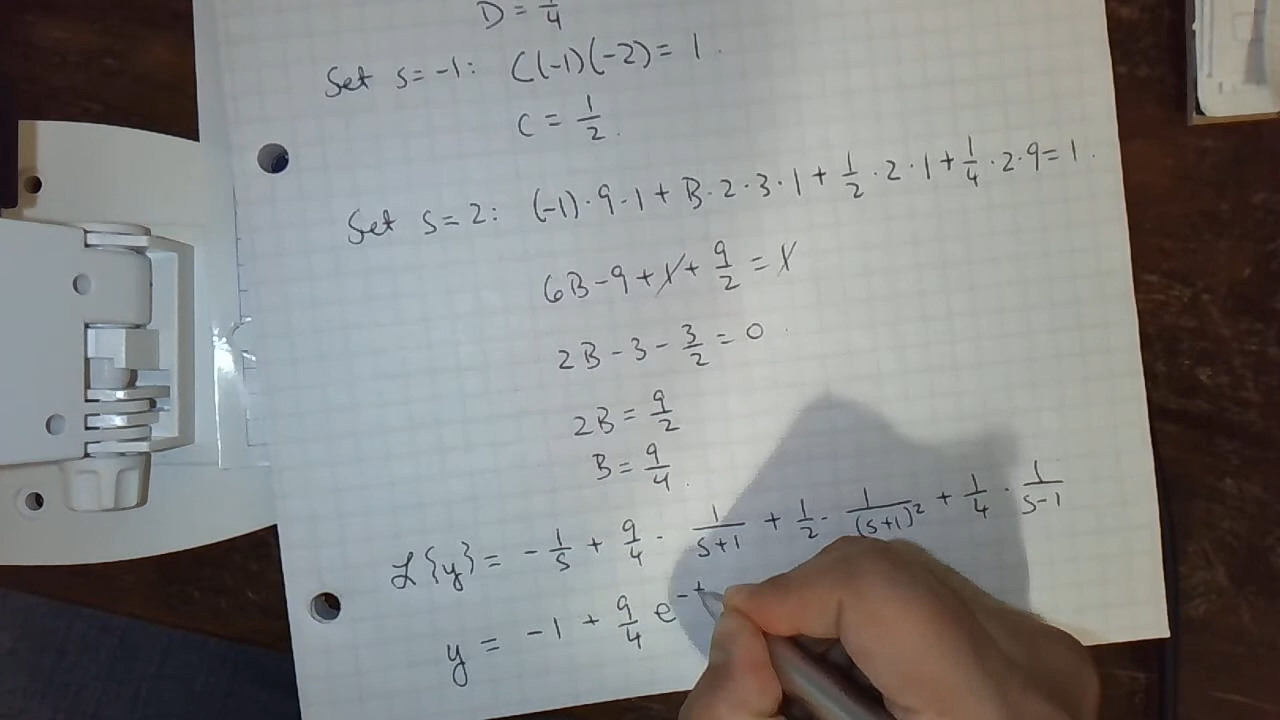 D = 1/4
Set s = -1: C(-1)(-2) = 1.
C = 1/2.
Set s = 2: (-1)·9·1 + B·2·3·1 + 1/2·2·1 + 1/4·2·9 = 1.
6B - 9 + 1 + 9/2 = 1
2B - 3 - 3/2 = 0.
2B = 9/2
B = 9/4.
ℒ{y} = -1/s + 9/4 · 1/(s+1) + 1/2 · 1/(s+1)² + 1/4 · 1/(s-1)
y = -1 + 9/4 e^-t